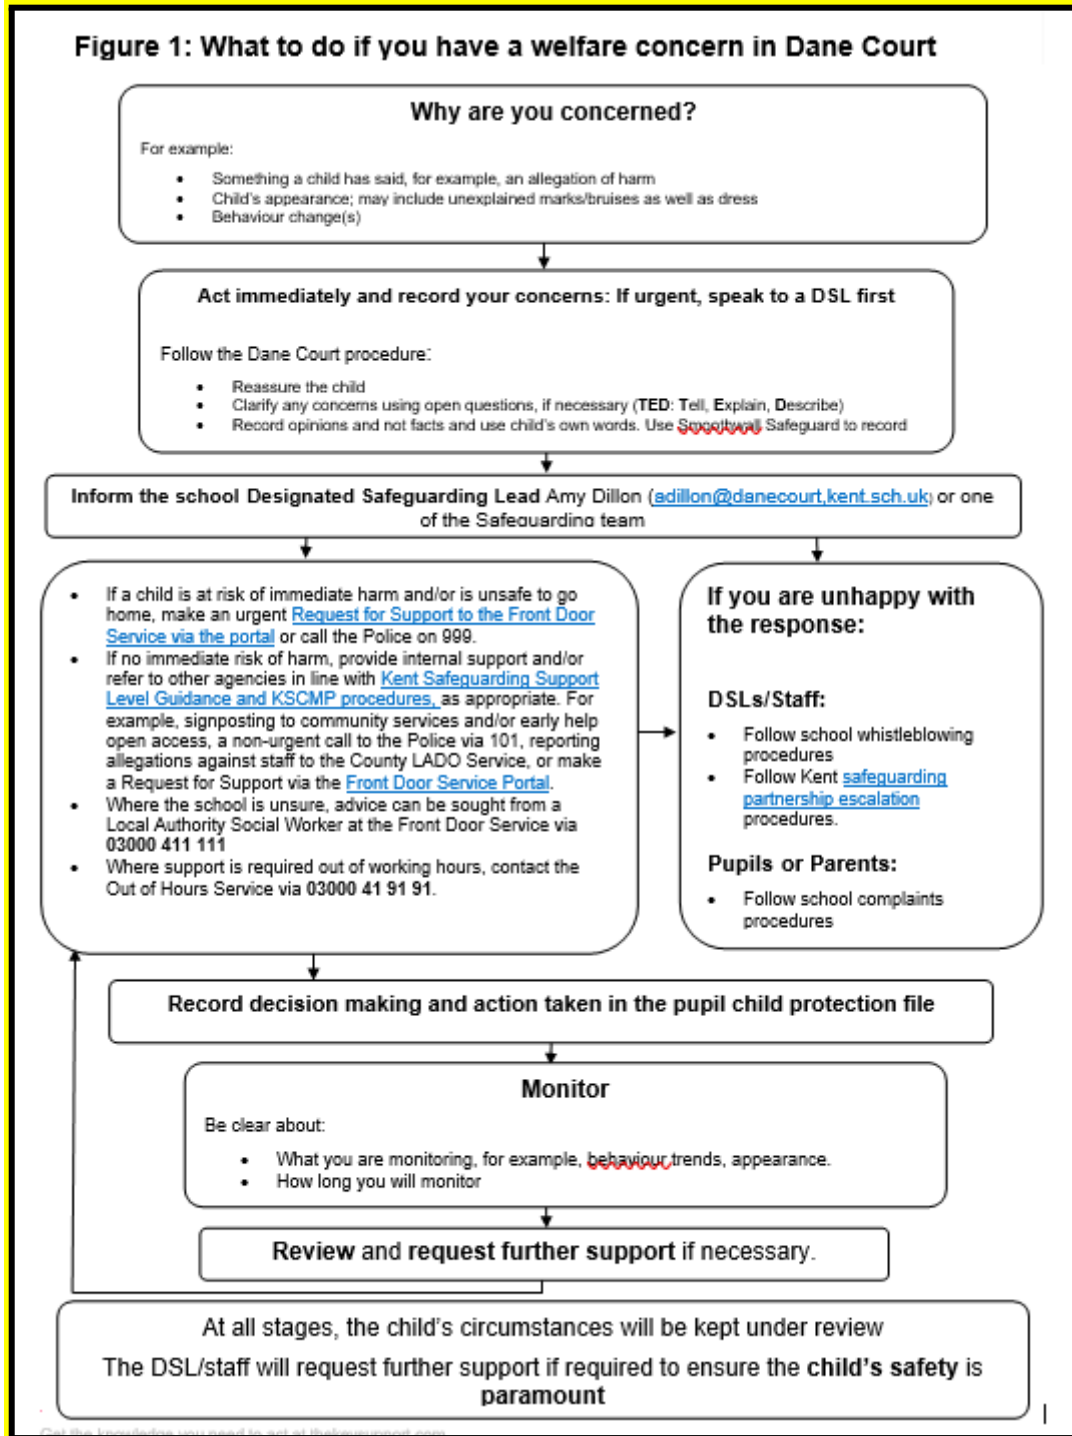 Figure 1: What to do if you have a welfare concern in Dane Court
Why are you concerned?
For example:
• Something a child has said, for example, an allegation of harm
• Child's appearance; may include unexplained marks/bruises as well as dress
• Behaviour change(s)
Act immediately and record your concerns: If urgent, speak to a DSL first
Follow the Dane Court procedure:
• Reassure the child
• Clarify any concerns using open questions, if necessary (TED: Tell, Explain, Describe)
• Record opinions and not facts and use child's own words. Use Smoothwall Safeguard to record
Inform the school Designated Safeguarding Lead Amy Dillon (adillon@danecourt,kent.sch.uk) or one
of the Safeguarding team
• If a child is at risk of immediate harm and/or is unsafe to go
home, make an urgent Request for Support to the Front Door
Service via the portal or call the Police on 999.
• If no immediate risk of harm, provide internal support and/or
refer to other agencies in line with Kent Safeguarding Support
Level Guidance and KSCMP procedures, as appropriate. For
example, signposting to community services and/or early help
open access, a non-urgent call to the Police via 101, reporting
allegations against staff to the County LADO Service, or make
a Request for Support via the Front Door Service Portal.
• Where the school is unsure, advice can be sought from a
Local Authority Social Worker at the Front Door Service via
03000 411 111
• Where support is required out of working hours, contact the
Out of Hours Service via 03000 41 91 91.
If you are unhappy with
the response:
DSLs/Staff:
• Follow school whistleblowing
procedures
• Follow Kent safeguarding
partnership escalation
procedures.
Pupils or Parents:
• Follow school complaints
procedures
Record decision making and action taken in the pupil child protection file
Monitor
Be clear about:
• What you are monitoring, for example, behaviour trends, appearance.
• How long you will monitor
Review and request further support if necessary.
At all stages, the child's circumstances will be kept under review
The DSL/staff will request further support if required to ensure the child's safety is
paramount
Get the knowledge you need to act at thekeysupport.com